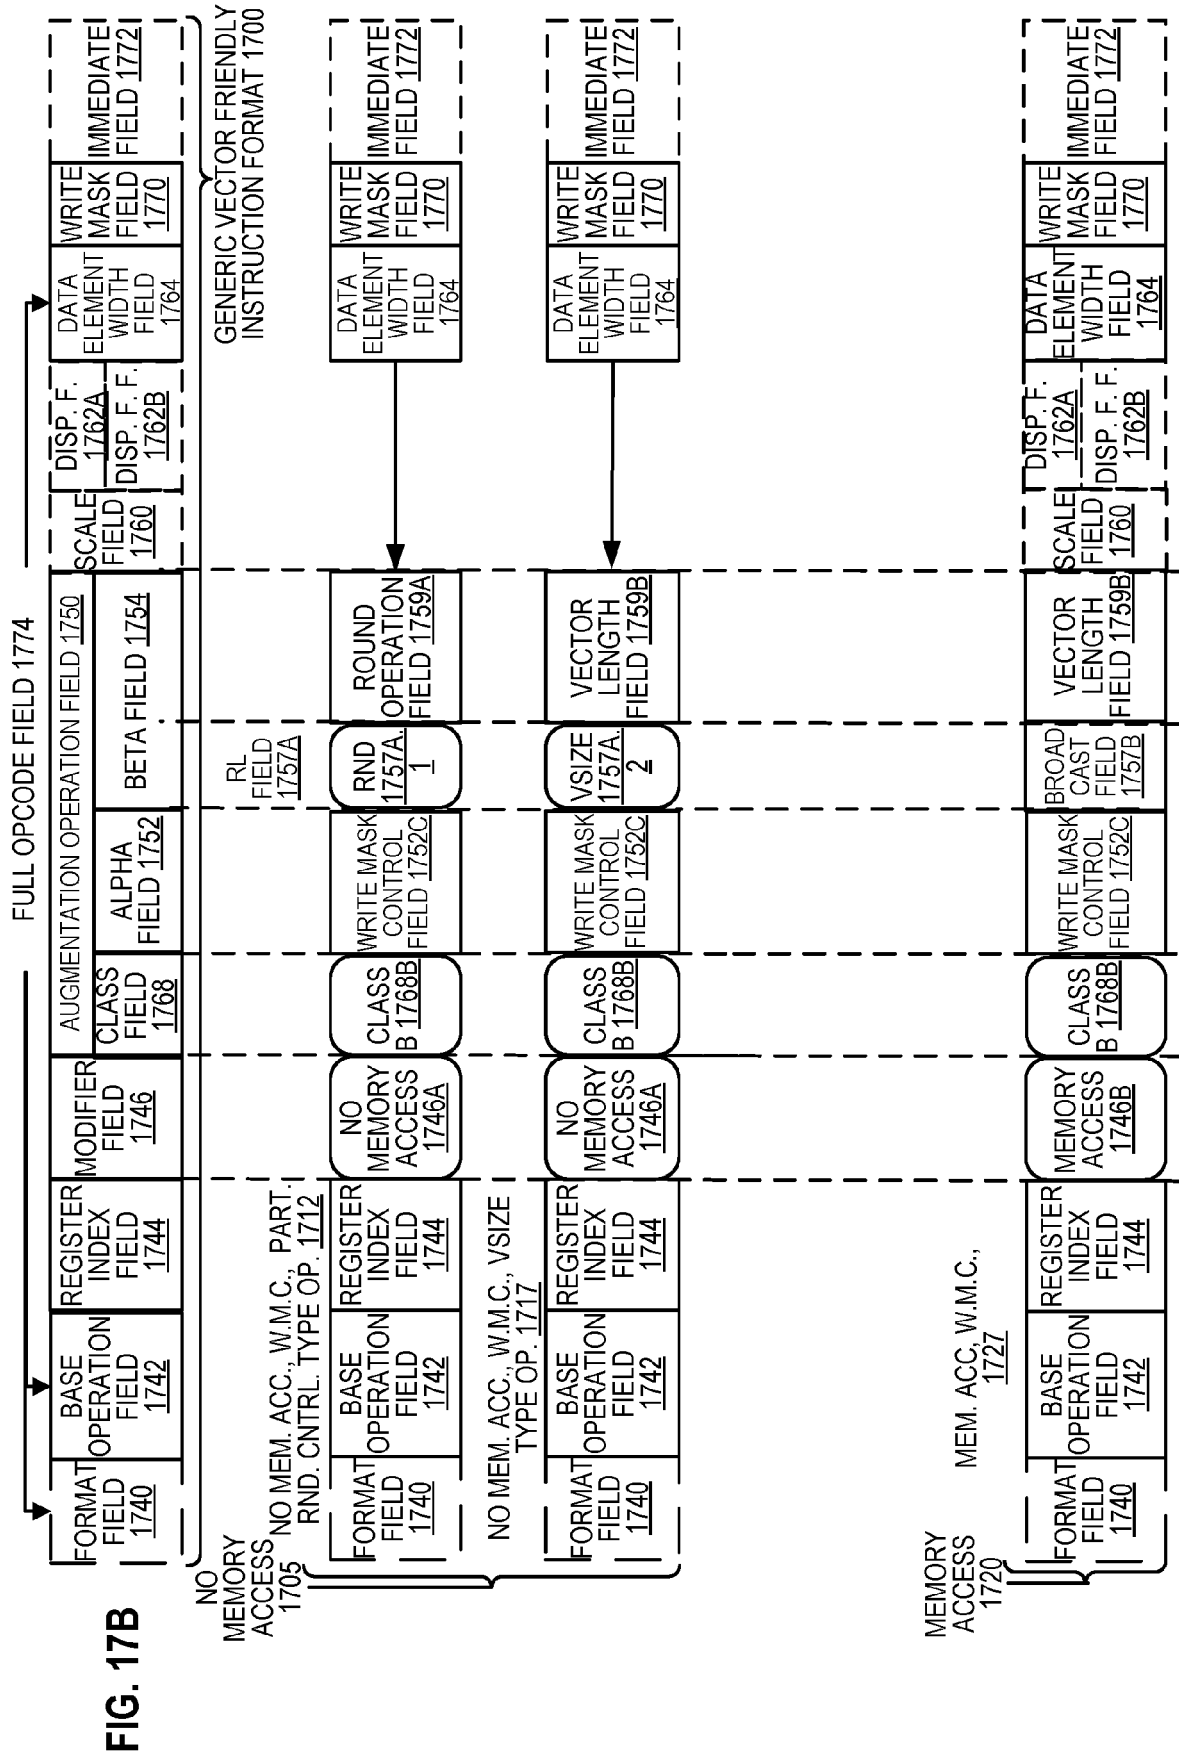 FIG. 17B
FULL OPCODE FIELD 1774
FORMAT
FIELD
1740
BASE
OPERATION
FIELD
1742
REGISTER
INDEX
FIELD
1744
MODIFIER
FIELD
1746
AUGMENTATION OPERATION FIELD 1750
CLASS
FIELD
1768
ALPHA
FIELD 1752
BETA FIELD 1754
SCALE
FIELD
1760
DISP. F.
1762A
DISP. F. F.
1762B
DATA
ELEMENT
WIDTH
FIELD
1764
WRITE
MASK
FIELD
1770
IMMEDIATE
FIELD 1772
GENERIC VECTOR FRIENDLY
INSTRUCTION FORMAT 1700
NO
MEMORY
ACCESS
1705
NO MEM. ACC., W.M.C., PART.
RND. CNTRL. TYPE OP. 1712
RL
FIELD
1757A
FORMAT
FIELD
1740
BASE
OPERATION
FIELD
1742
REGISTER
INDEX
FIELD
1744
NO
MEMORY
ACCESS
1746A
CLASS
B 1768B
WRITE MASK
CONTROL
FIELD 1752C
RND
1757A.
1
ROUND
OPERATION
FIELD 1759A
DATA
ELEMENT
WIDTH
FIELD
1764
WRITE
MASK
FIELD
1770
IMMEDIATE
FIELD 1772
NO MEM. ACC., W.M.C., VSIZE
TYPE OP. 1717
FORMAT
FIELD
1740
BASE
OPERATION
FIELD
1742
REGISTER
INDEX
FIELD
1744
NO
MEMORY
ACCESS
1746A
CLASS
B 1768B
WRITE MASK
CONTROL
FIELD 1752C
VSIZE
1757A.
2
VECTOR
LENGTH
FIELD 1759B
DATA
ELEMENT
WIDTH
FIELD
1764
WRITE
MASK
FIELD
1770
IMMEDIATE
FIELD 1772
MEMORY
ACCESS
1720
MEM. ACC, W.M.C.,
1727
FORMAT
FIELD
1740
BASE
OPERATION
FIELD
1742
REGISTER
INDEX
FIELD
1744
MEMORY
ACCESS
1746B
CLASS
B 1768B
WRITE MASK
CONTROL
FIELD 1752C
BROAD
CAST
FIELD
1757B
VECTOR
LENGTH
FIELD 1759B
SCALE
FIELD
1760
DISP. F.
1762A
DISP. F. F.
1762B
DATA
ELEMENT
WIDTH
FIELD
1764
WRITE
MASK
FIELD
1770
IMMEDIATE
FIELD 1772